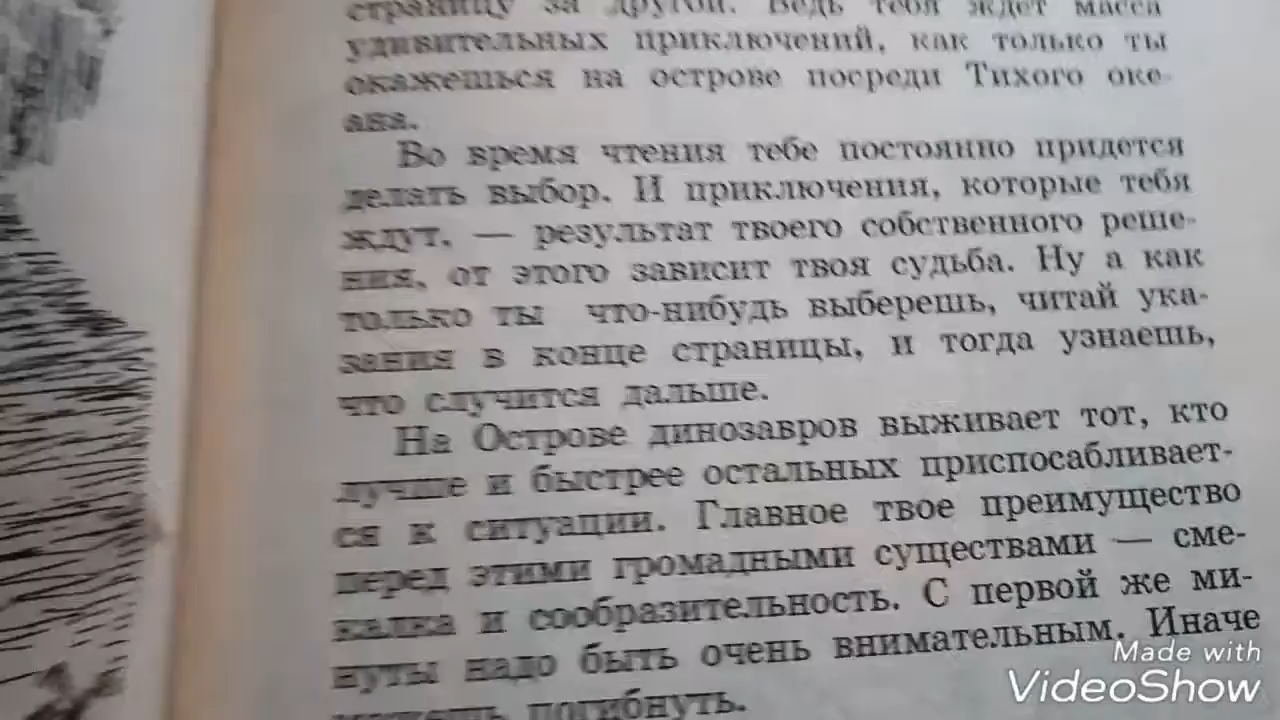 страницу за другой. Ведь тебя ждет масса
удивительных приключений, как только ты
окажешься на острове посреди Тихого оке-
ана.
Во время чтения тебе постоянно придется
делать выбор. И приключения, которые тебя
ждут, — результат твоего собственного реше-
ния, от этого зависит твоя судьба. Ну а как
только ты что-нибудь выберешь, читай ука-
зания в конце страницы, и тогда узнаешь,
что случится дальше.
На Острове динозавров выживает тот, кто
лучше и быстрее остальных приспосабливает-
ся к ситуации. Главное твое преимущество
перед этими громадными существами — сме-
калка и сообразительность. С первой же ми-
нуты надо быть очень внимательным. Иначе
можешь погибнуть.
Made with
VideoShow